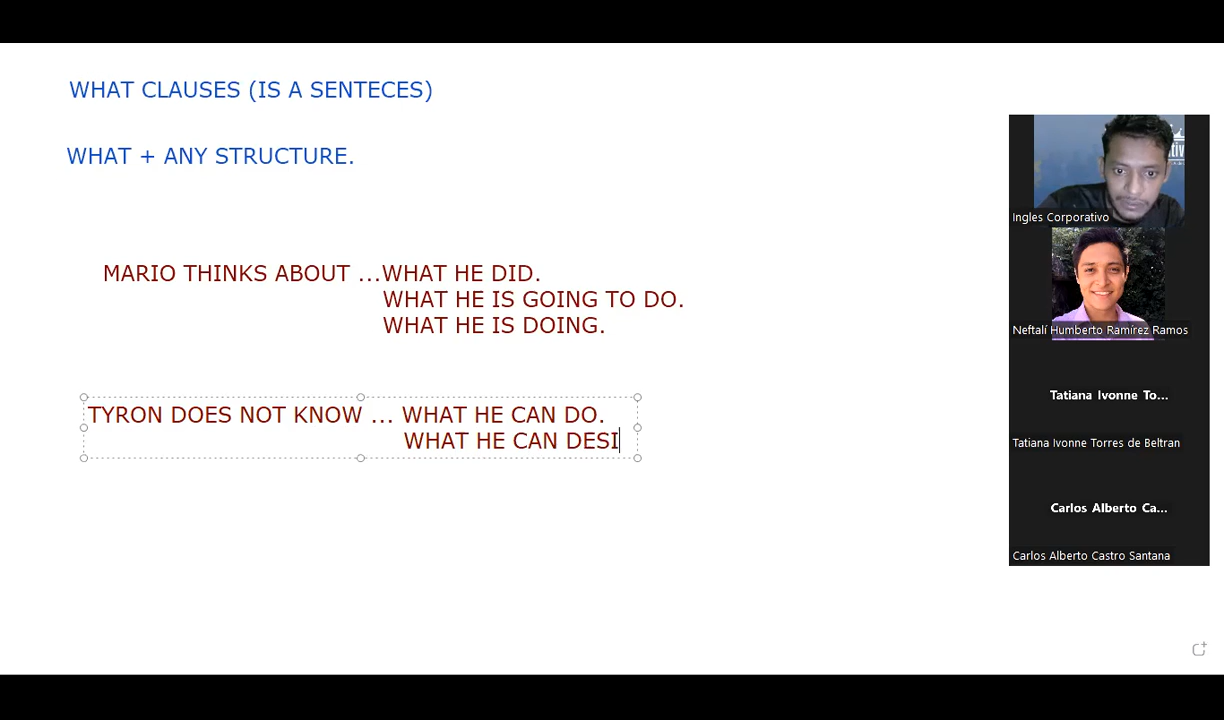 WHAT CLAUSES (IS A SENTECES)
WHAT + ANY STRUCTURE.
MARIO THINKS ABOUT ...WHAT HE DID.
WHAT HE IS GOING TO DO.
WHAT HE IS DOING.
TYRON DOES NOT KNOW ... WHAT HE CAN DO.
WHAT HE CAN DESI
Ingles Corporativo
Neftalí Humberto Ramírez Ramos
Tatiana Ivonne To...
Tatiana Ivonne Torres de Beltran
Carlos Alberto Ca...
Carlos Alberto Castro Santana